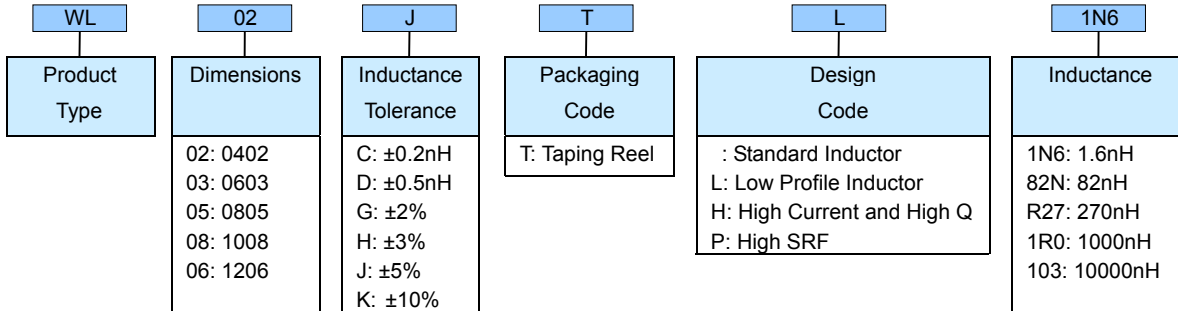 WL 02 J T L 1N6
Product Type
Dimensions
Inductance Tolerance
Packaging Code
Design Code
Inductance
02: 0402
03: 0603
05: 0805
08: 1008
06: 1206
C: ±0.2nH
D: ±0.5nH
G: ±2%
H: ±3%
J: ±5%
K: ±10%
T: Taping Reel
: Standard Inductor
L: Low Profile Inductor
H: High Current and High Q
P: High SRF
1N6: 1.6nH
82N: 82nH
R27: 270nH
1R0: 1000nH
103: 10000nH